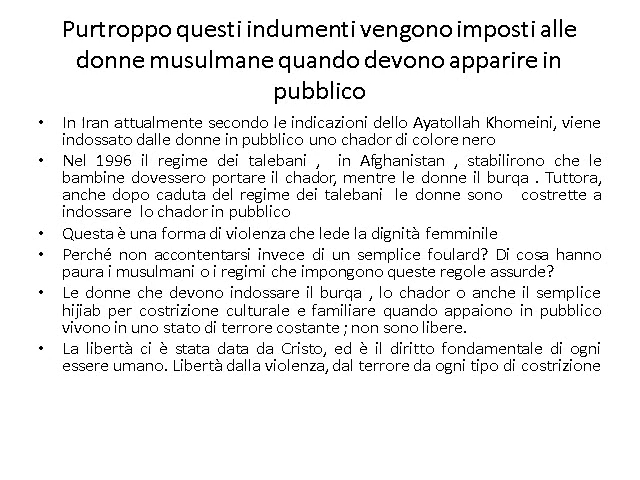 Purtroppo questi indumenti vengono imposti alle
donne musulmane quando devono apparire in
pubblico
• In Iran attualmente secondo le indicazioni dello Ayatollah Khomeini, viene
indossato dalle donne in pubblico uno chador di colore nero
• Nel 1996 il regime dei talebani , in Afghanistan , stabilirono che le
bambine dovessero portare il chador, mentre le donne il burqa . Tuttora,
anche dopo caduta del regime dei talebani le donne sono costrette a
indossare lo chador in pubblico
• Questa è una forma di violenza che lede la dignità femminile
• Perché non accontentarsi invece di un semplice foulard? Di cosa hanno
paura i musulmani o i regimi che impongono queste regole assurde?
• Le donne che devono indossare il burqa , lo chador o anche il semplice
hijiab per costrizione culturale e familiare quando appaiono in pubblico
vivono in uno stato di terrore costante ; non sono libere.
• La libertà ci è stata data da Cristo, ed è il diritto fondamentale di ogni
essere umano. Libertà dalla violenza, dal terrore da ogni tipo di costrizione